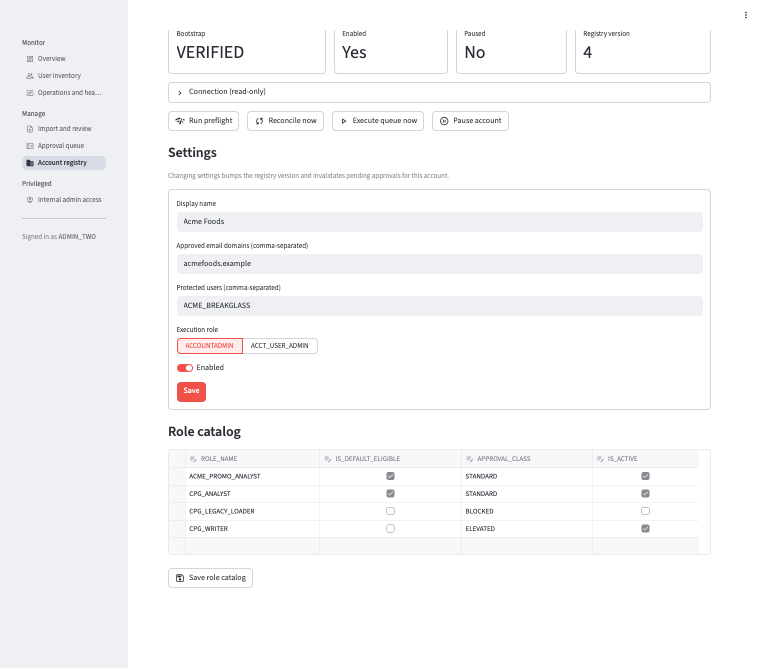 Monitor
Overview
User inventory
Operations and hea...
Manage
Import and review
Approval queue
Account registry
Privileged
Internal admin access
Signed in as ADMIN_TWO
Bootstrap
VERIFIED
Enabled
Yes
Paused
No
Registry version
4
Connection (read-only)
Run preflight
Reconcile now
Execute queue now
Pause account
Settings
Changing settings bumps the registry version and invalidates pending approvals for this account.
Display name
Acme Foods
Approved email domains (comma-separated)
acmefoods.example
Protected users (comma-separated)
ACME_BREAKGLASS
Execution role
ACCOUNTADMIN ACCT_USER_ADMIN
Enabled
Save
Role catalog
ROLE_NAME IS_DEFAULT_ELIGIBLE APPROVAL_CLASS IS_ACTIVE
ACME_PROMO_ANALYST STANDARD
CPG_ANALYST STANDARD
CPG_LEGACY_LOADER BLOCKED
CPG_WRITER ELEVATED
Save role catalog